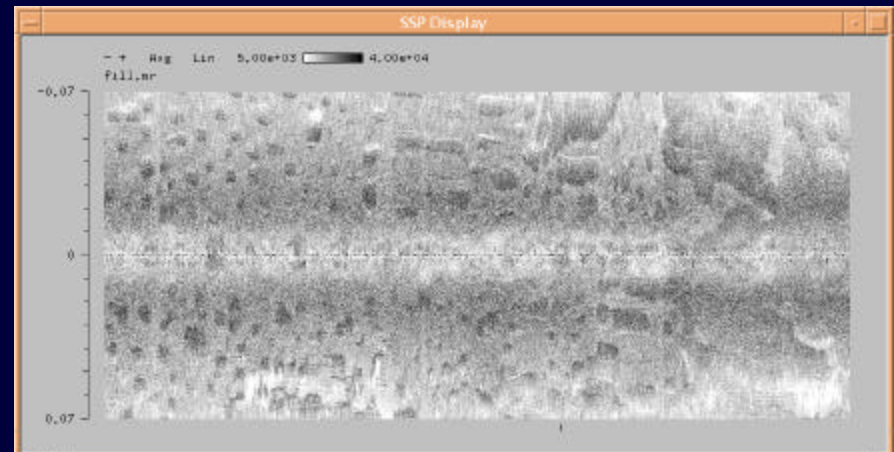 SSP Display
- + Avg Lin 5.00e+03 4.00e+04
fill.mr
-0.07
0
0.07